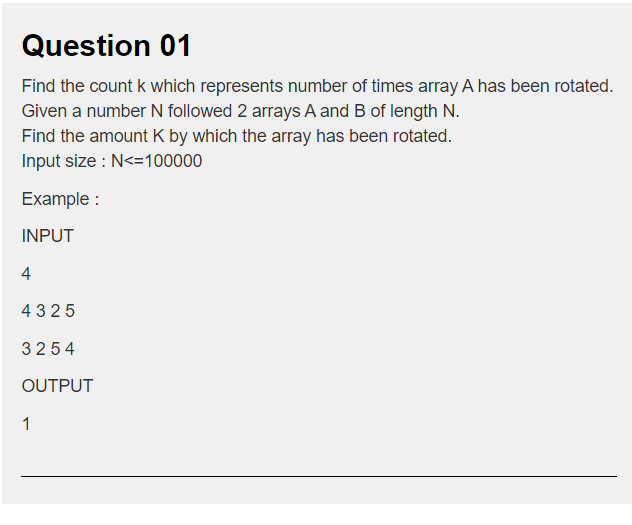 Question 01
Find the count k which represents number of times array A has been rotated.
Given a number N followed 2 arrays A and B of length N.
Find the amount K by which the array has been rotated.
Input size : N<=100000
Example :
INPUT
4
4 3 2 5
3 2 5 4
OUTPUT
1